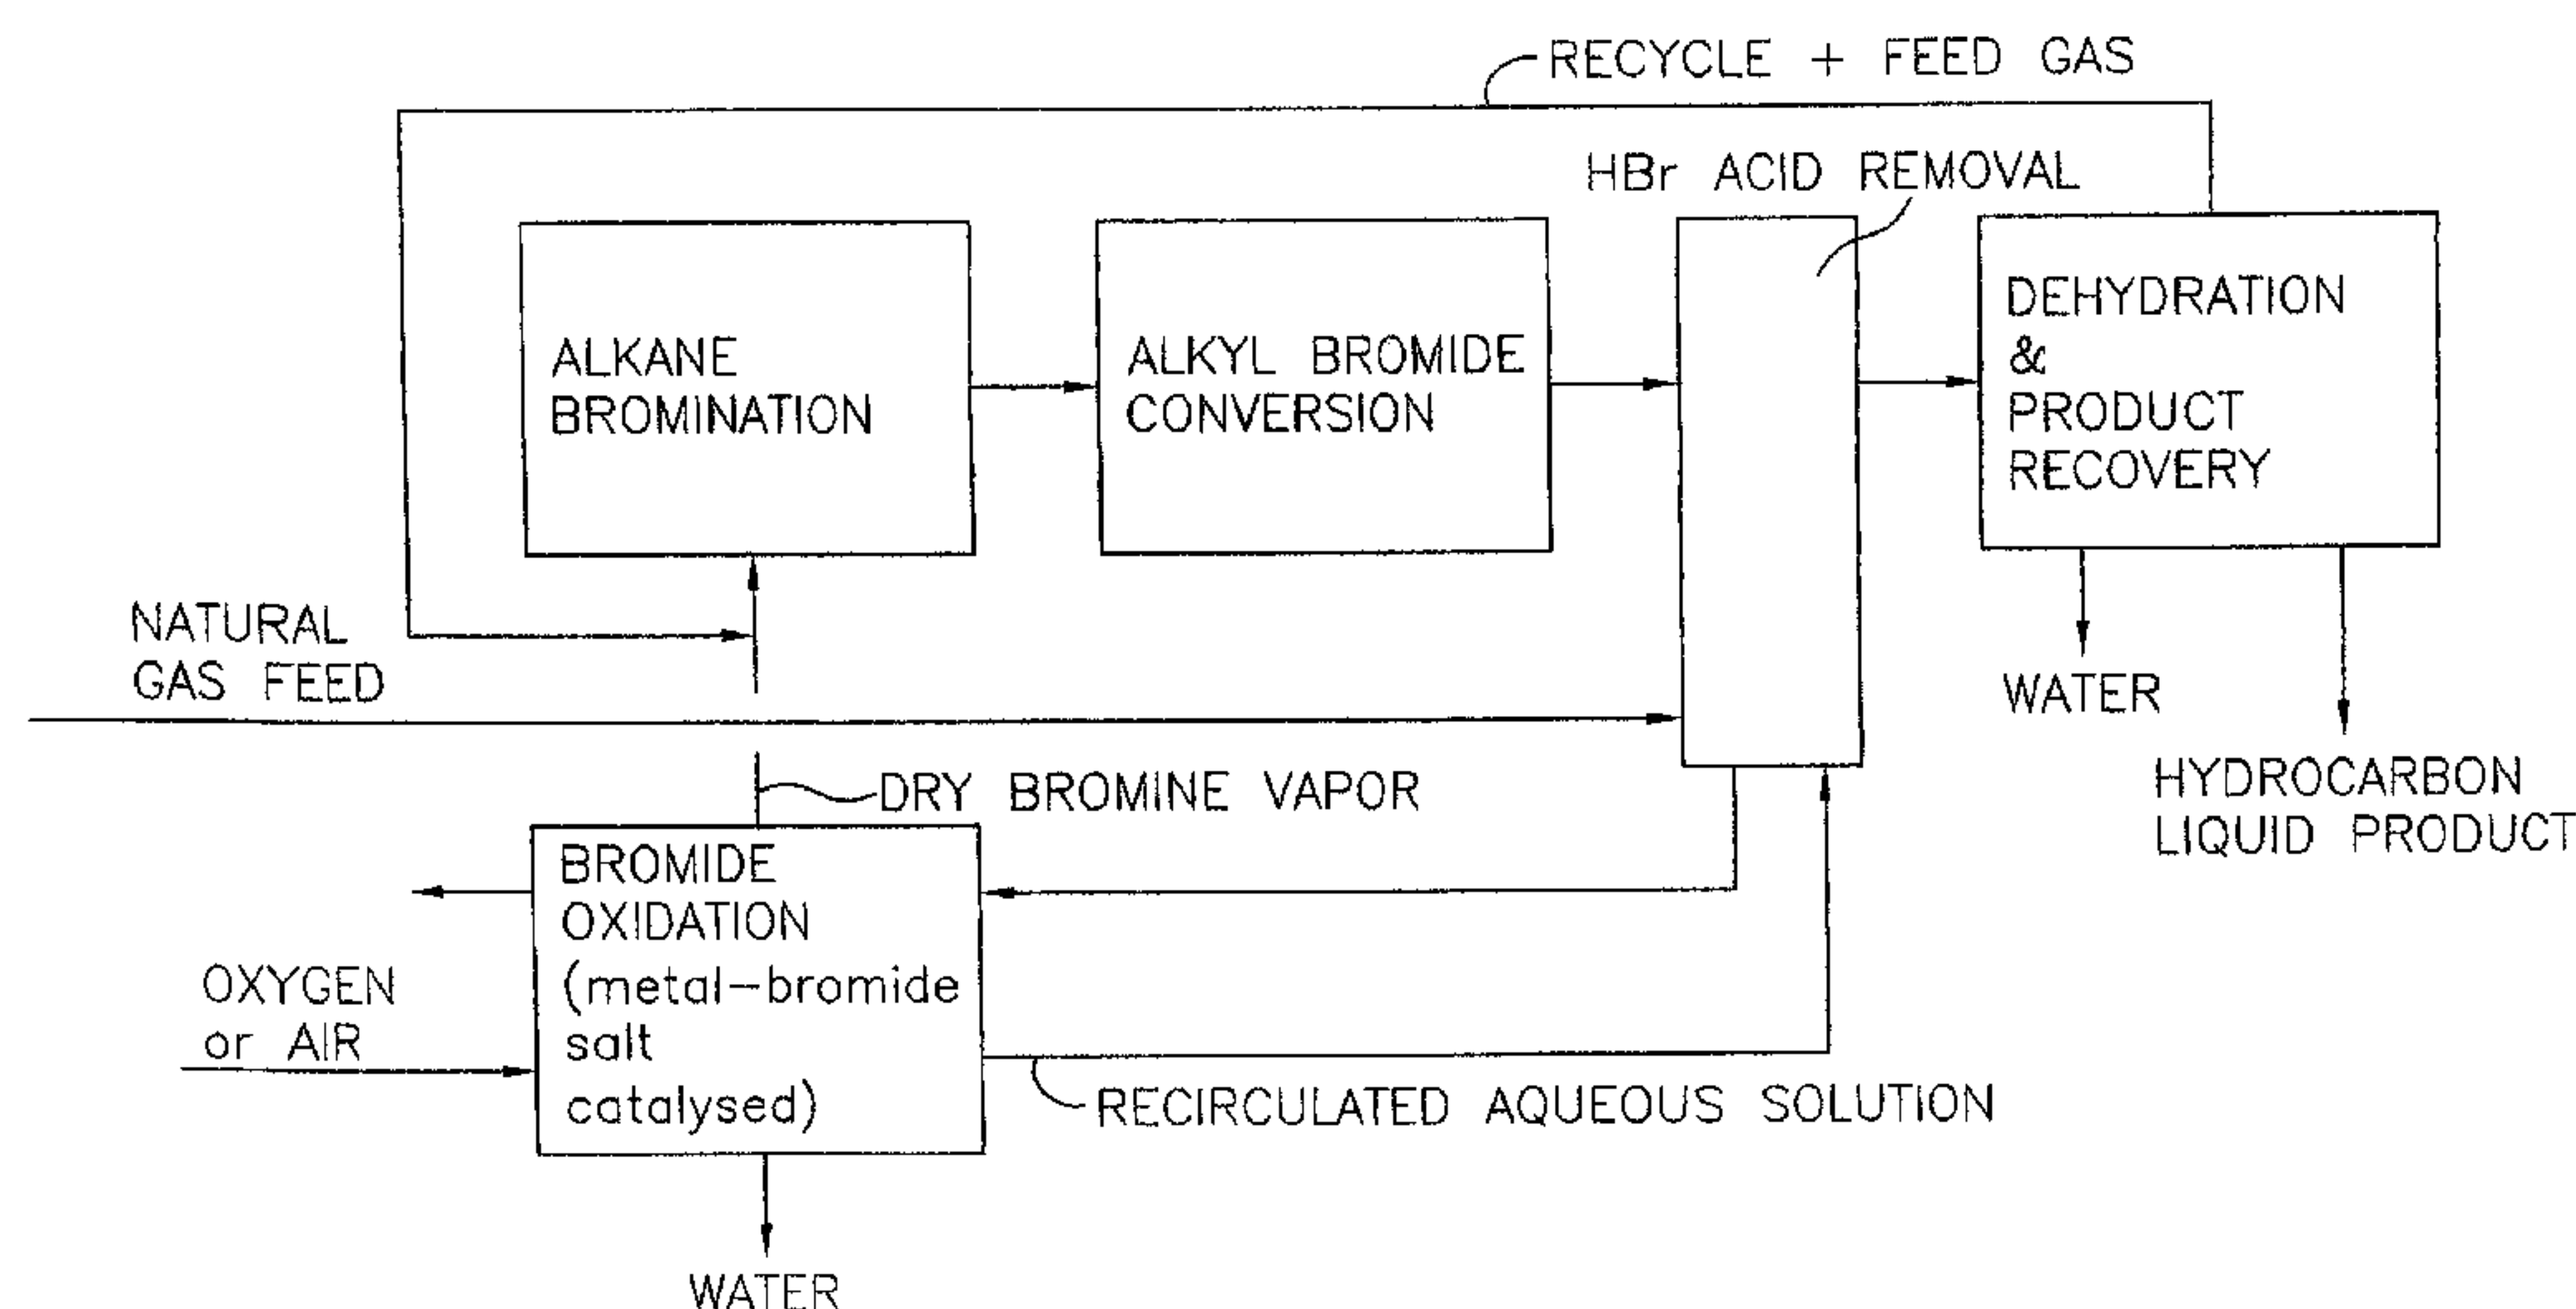 RECYCLE + FEED GAS
HBr ACID REMOVAL
ALKANE
BROMINATION
ALKYL BROMIDE
CONVERSION
DEHYDRATION
&
PRODUCT
RECOVERY
NATURAL
GAS FEED
WATER
HYDROCARBON
LIQUID PRODUCT
DRY BROMINE VAPOR
BROMIDE
OXIDATION
(metal-bromide
salt
catalysed)
OXYGEN
or AIR
RECIRCULATED AQUEOUS SOLUTION
WATER